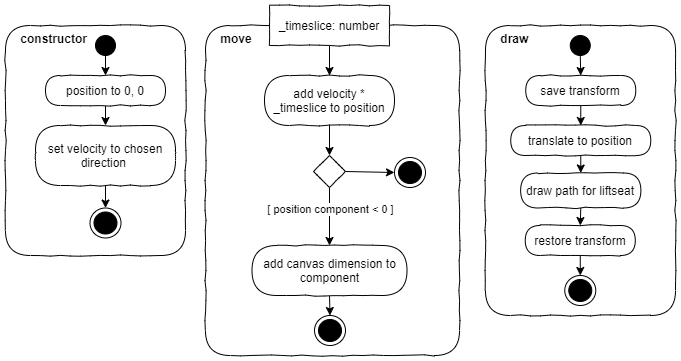 constructor
position to 0, 0
set velocity to chosen
direction
_timeslice: number
move
add velocity *
_timeslice to position
[ position component < 0 ]
add canvas dimension to
component
draw
save transform
translate to position
draw path for liftseat
restore transform